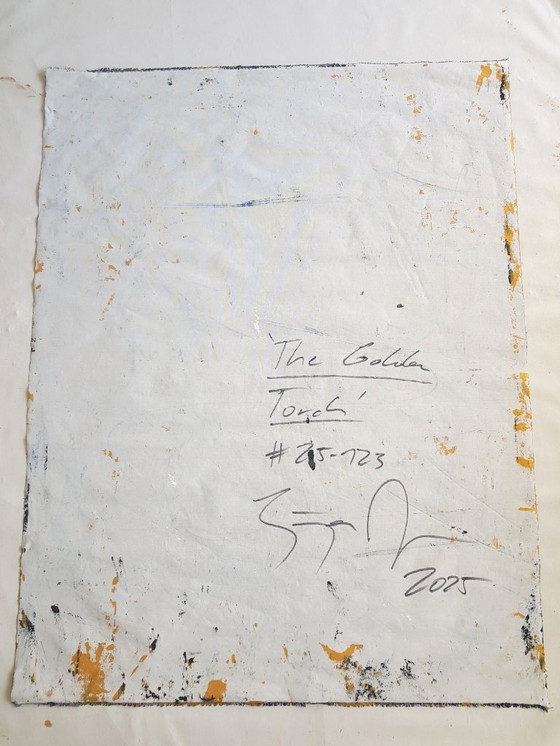 'The Golden
Torch'
# 25-123
2025